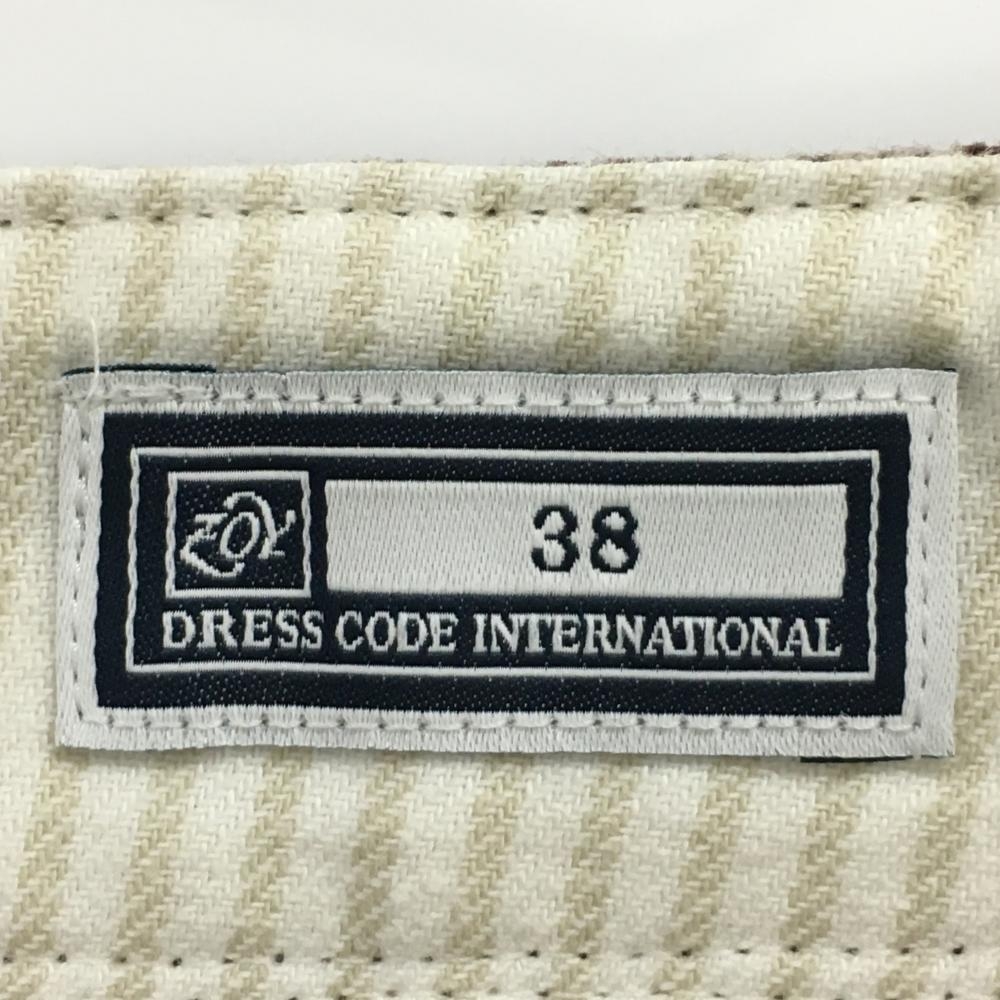 ZOY
38
DRESS CODE INTERNATIONAL